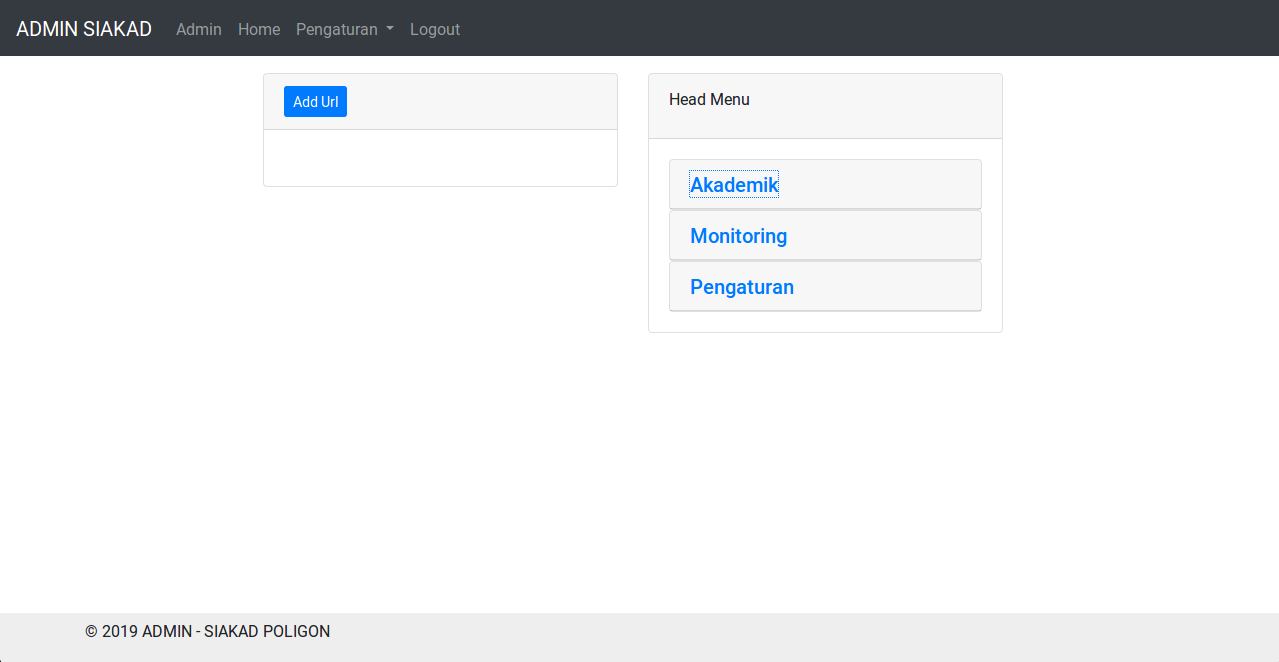 ADMIN SIAKAD Admin Home Pengaturan Logout
Add Url
Head Menu
Akademik
Monitoring
Pengaturan
© 2019 ADMIN - SIAKAD POLIGON